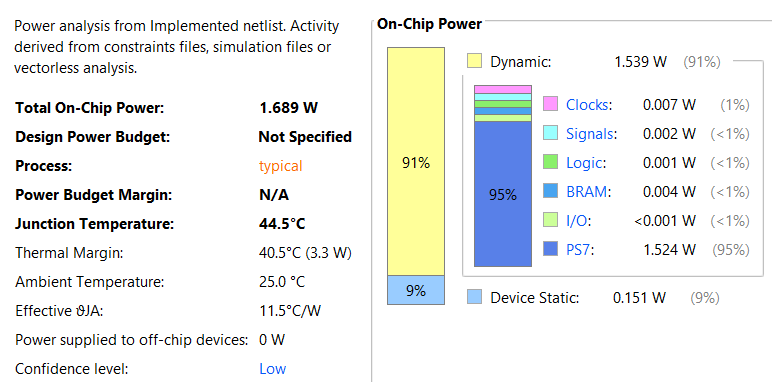 Power analysis from Implemented netlist. Activity
derived from constraints files, simulation files or
vectorless analysis.
Total On-Chip Power: 1.689 W
Design Power Budget: Not Specified
Process: typical
Power Budget Margin: N/A
Junction Temperature: 44.5°C
Thermal Margin: 40.5°C (3.3 W)
Ambient Temperature: 25.0 °C
Effective ϑJA: 11.5°C/W
Power supplied to off-chip devices: 0 W
Confidence level: Low
On-Chip Power
91%
9%
Dynamic: 1.539 W (91%)
95%
Clocks: 0.007 W (1%)
Signals: 0.002 W (<1%)
Logic: 0.001 W (<1%)
BRAM: 0.004 W (<1%)
I/O: <0.001 W (<1%)
PS7: 1.524 W (95%)
Device Static: 0.151 W (9%)